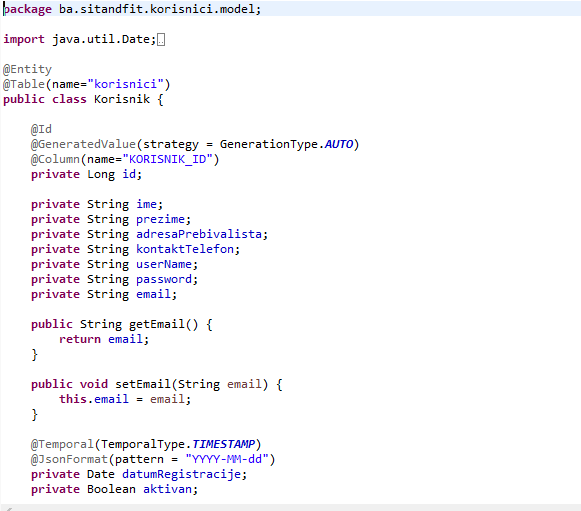 package ba.sitandfit.korisnici.model;
import java.util.Date;
@Entity
@Table(name="korisnici")
public class Korisnik {
@Id
@GeneratedValue(strategy = GenerationType.AUTO)
@Column(name="KORISNIK_ID")
private Long id;
private String ime;
private String prezime;
private String adresaPrebivalista;
private String kontaktTelefon;
private String userName;
private String password;
private String email;
public String getEmail() {
return email;
}
public void setEmail(String email) {
this.email = email;
}
@Temporal(TemporalType.TIMESTAMP)
@JsonFormat(pattern = "YYYY-MM-dd")
private Date datumRegistracije;
private Boolean aktivan;